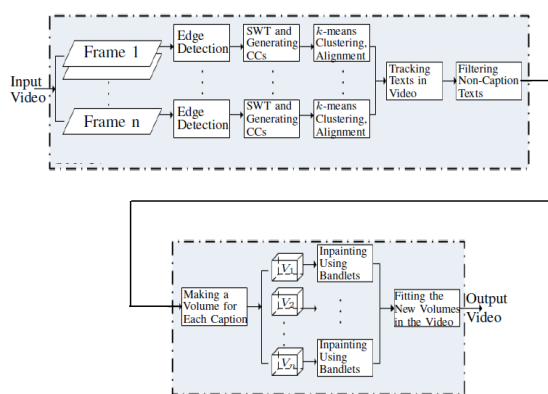 Input
Video
Frame 1
Edge
Detection
SWT and
Generating
CCs
k-means
Clustering,
Alignment
Frame n
Edge
Detection
SWT and
Generating
CCs
k-means
Clustering,
Alignment
Tracking
Texts in
Video
Filtering
Non-Caption
Texts
Making a
Volume for
Each Caption
V1
V2
Vn
Inpainting
Using
Bandlets
Inpainting
Using
Bandlets
Fitting the
New Volumes
in the Video
Output
Video